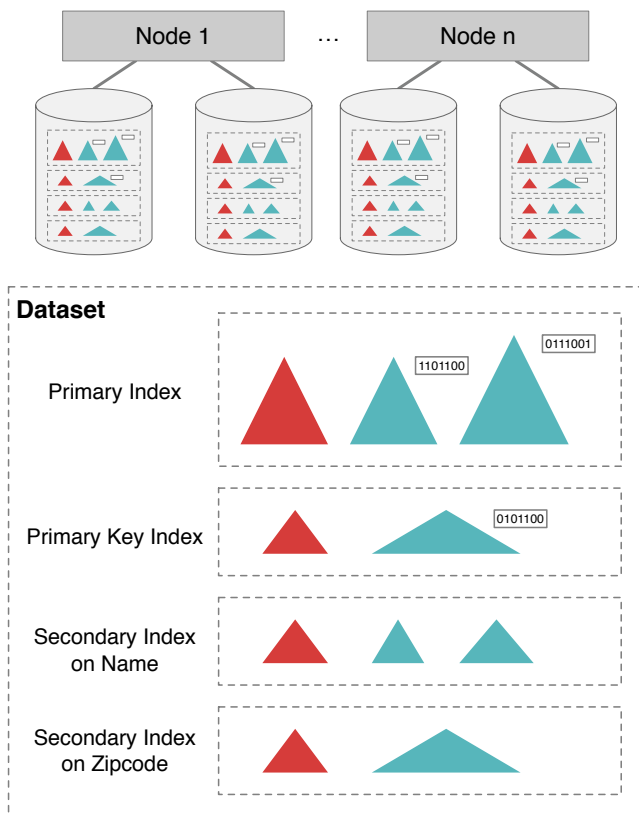 Node 1
...
Node n
Dataset
Primary Index
1101100
0111001
Primary Key Index
0101100
Secondary Index
on Name
Secondary Index
on Zipcode